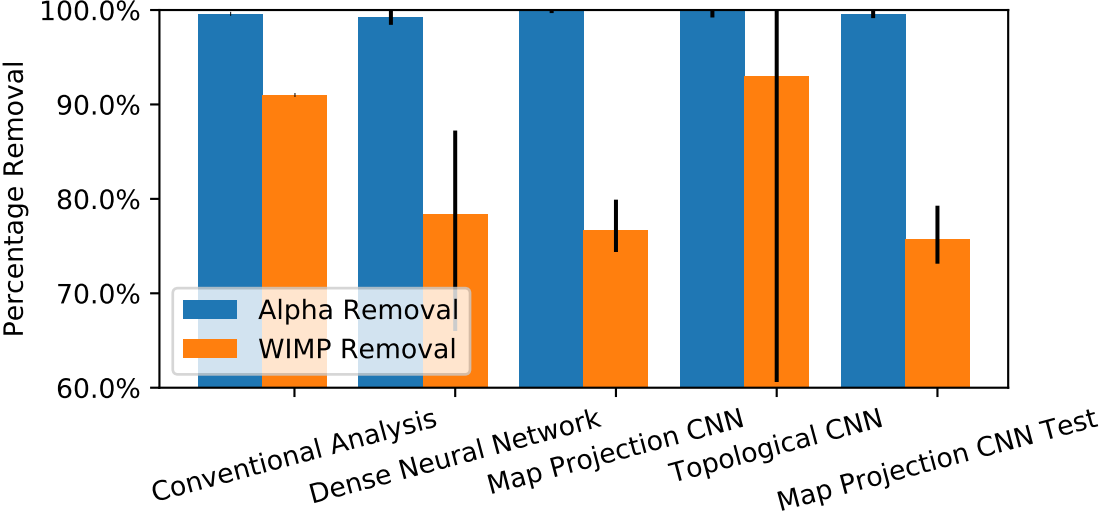 Percentage Removal
100.0%
90.0%
80.0%
70.0%
60.0%
Alpha Removal
WIMP Removal
Conventional Analysis
Dense Neural Network
Map Projection CNN
Topological CNN
Map Projection CNN Test